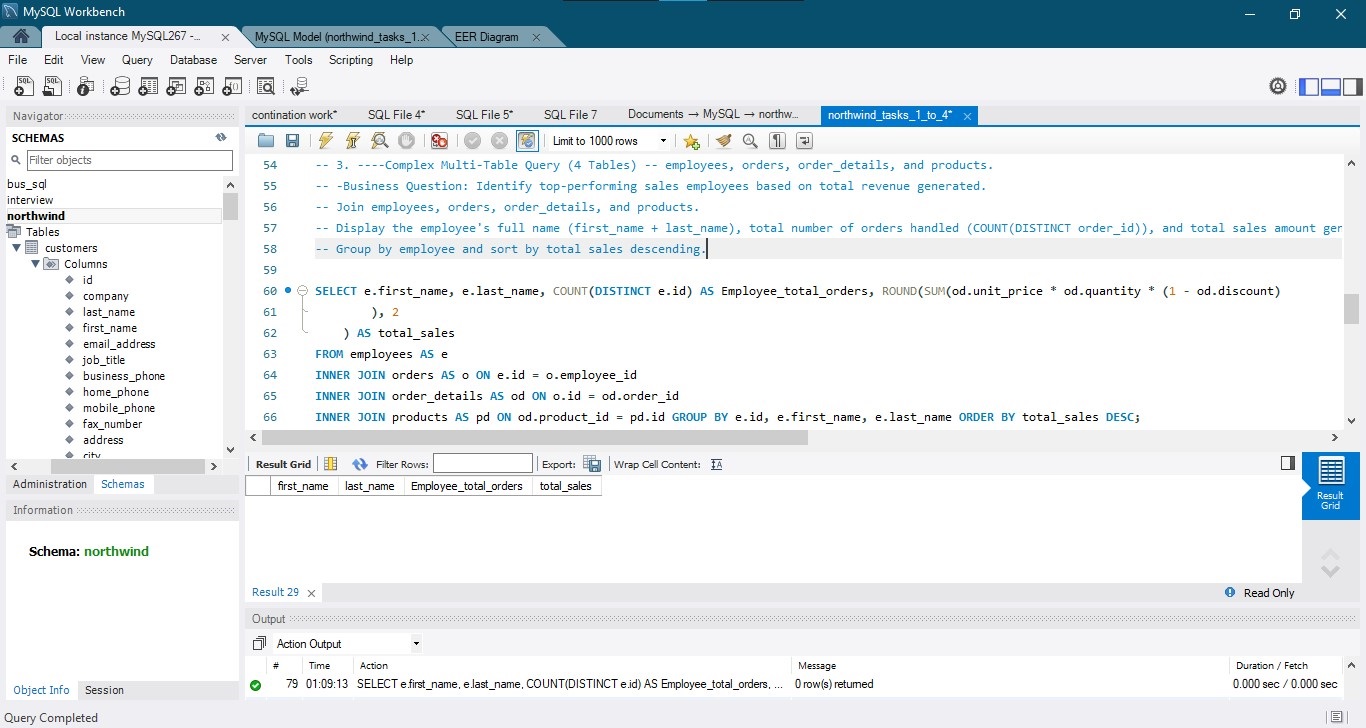 MySQL Workbench
Local instance MySQL267 -... MySQL Model (northwind_tasks_1... EER Diagram
File Edit View Query Database Server Tools Scripting Help
Navigator
SCHEMAS
Filter objects
bus_sql
interview
northwind
Tables
customers
Columns
id
company
last_name
first_name
email_address
job_title
business_phone
home_phone
mobile_phone
fax_number
address
city
Administration Schemas
Information
Schema: northwind
Object Info Session
contination work* SQL File 4* SQL File 5* SQL File 7 Documents → MySQL → northw... northwind_tasks_1_to_4*
Limit to 1000 rows
54 -- 3. ----Complex Multi-Table Query (4 Tables) -- employees, orders, order_details, and products.
55 -- -Business Question: Identify top-performing sales employees based on total revenue generated.
56 -- Join employees, orders, order_details, and products.
57 -- Display the employee's full name (first_name + last_name), total number of orders handled (COUNT(DISTINCT order_id)), and total sales amount ger
58 -- Group by employee and sort by total sales descending.
59
60 SELECT e.first_name, e.last_name, COUNT(DISTINCT e.id) AS Employee_total_orders, ROUND(SUM(od.unit_price * od.quantity * (1 - od.discount)
61 ), 2
62 ) AS total_sales
63 FROM employees AS e
64 INNER JOIN orders AS o ON e.id = o.employee_id
65 INNER JOIN order_details AS od ON o.id = od.order_id
66 INNER JOIN products AS pd ON od.product_id = pd.id GROUP BY e.id, e.first_name, e.last_name ORDER BY total_sales DESC;
Result Grid Filter Rows: Export: Wrap Cell Content: IA
first_name last_name Employee_total_orders total_sales
Result Grid
Result 29 Read Only
Output
Action Output
# Time Action Message Duration / Fetch
79 01:09:13 SELECT e.first_name, e.last_name, COUNT(DISTINCT e.id) AS Employee_total_orders, ... 0 row(s) returned 0.000 sec / 0.000 sec
Query Completed